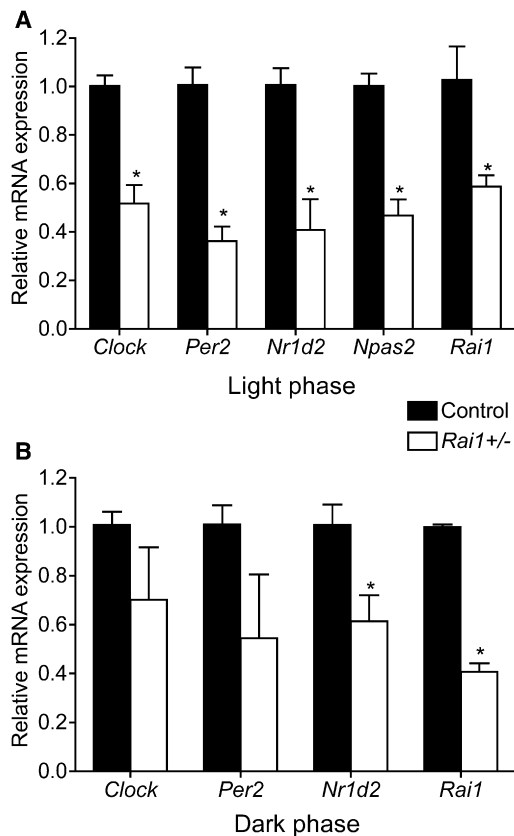 A
Relative mRNA expression
1.2
1.0
0.8
0.6
0.4
0.2
0.0
* * * * *
Clock Per2 Nr1d2 Npas2 Rai1
Light phase
Control
Rai1+/-
B
Relative mRNA expression
1.2
1.0
0.8
0.6
0.4
0.2
0.0
* *
Clock Per2 Nr1d2 Rai1
Dark phase